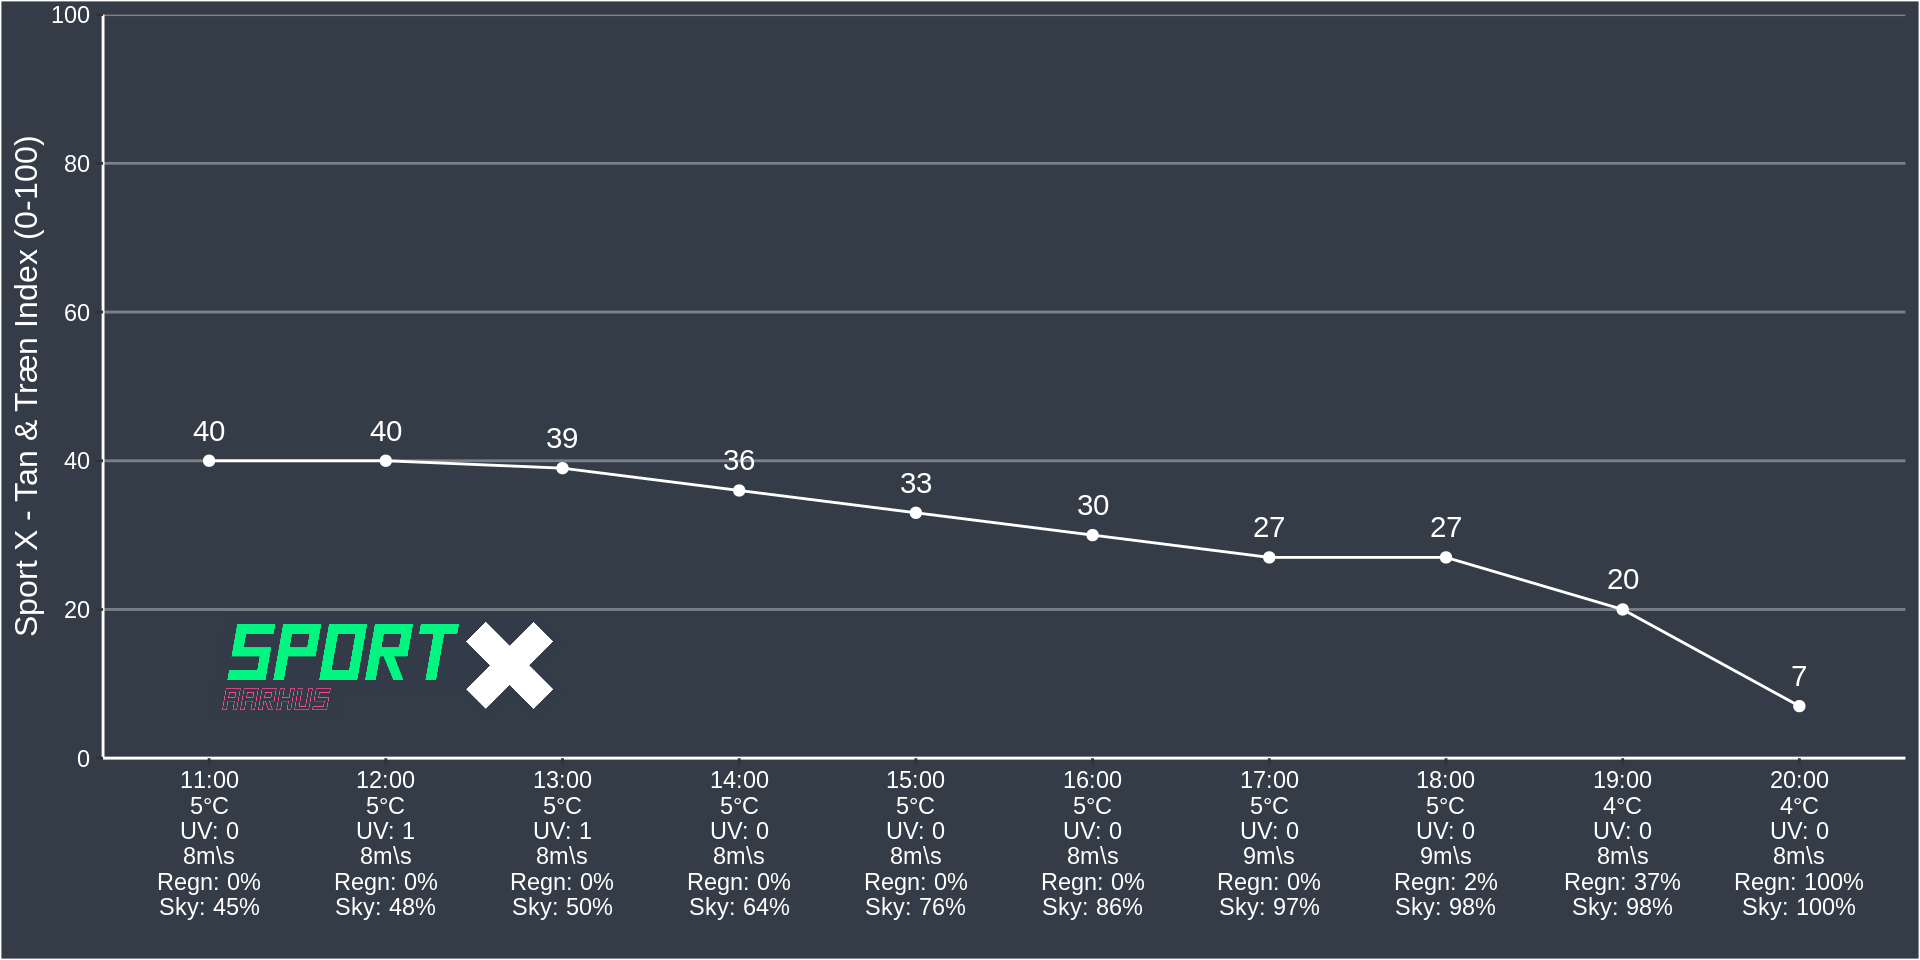 Sport X - Tan & Træn Index (0-100)
100
80
60
40
20
0
40 40 39 36 33 30 27 27 20 7
SPORT X
AARHUS
11:00 12:00 13:00 14:00 15:00 16:00 17:00 18:00 19:00 20:00
5°C 5°C 5°C 5°C 5°C 5°C 5°C 5°C 4°C 4°C
UV: 0 UV: 1 UV: 1 UV: 0 UV: 0 UV: 0 UV: 0 UV: 0 UV: 0 UV: 0
8m\s 8m\s 8m\s 8m\s 8m\s 8m\s 9m\s 9m\s 8m\s 8m\s
Regn: 0% Regn: 0% Regn: 0% Regn: 0% Regn: 0% Regn: 0% Regn: 0% Regn: 2% Regn: 37% Regn: 100%
Sky: 45% Sky: 48% Sky: 50% Sky: 64% Sky: 76% Sky: 86% Sky: 97% Sky: 98% Sky: 98% Sky: 100%